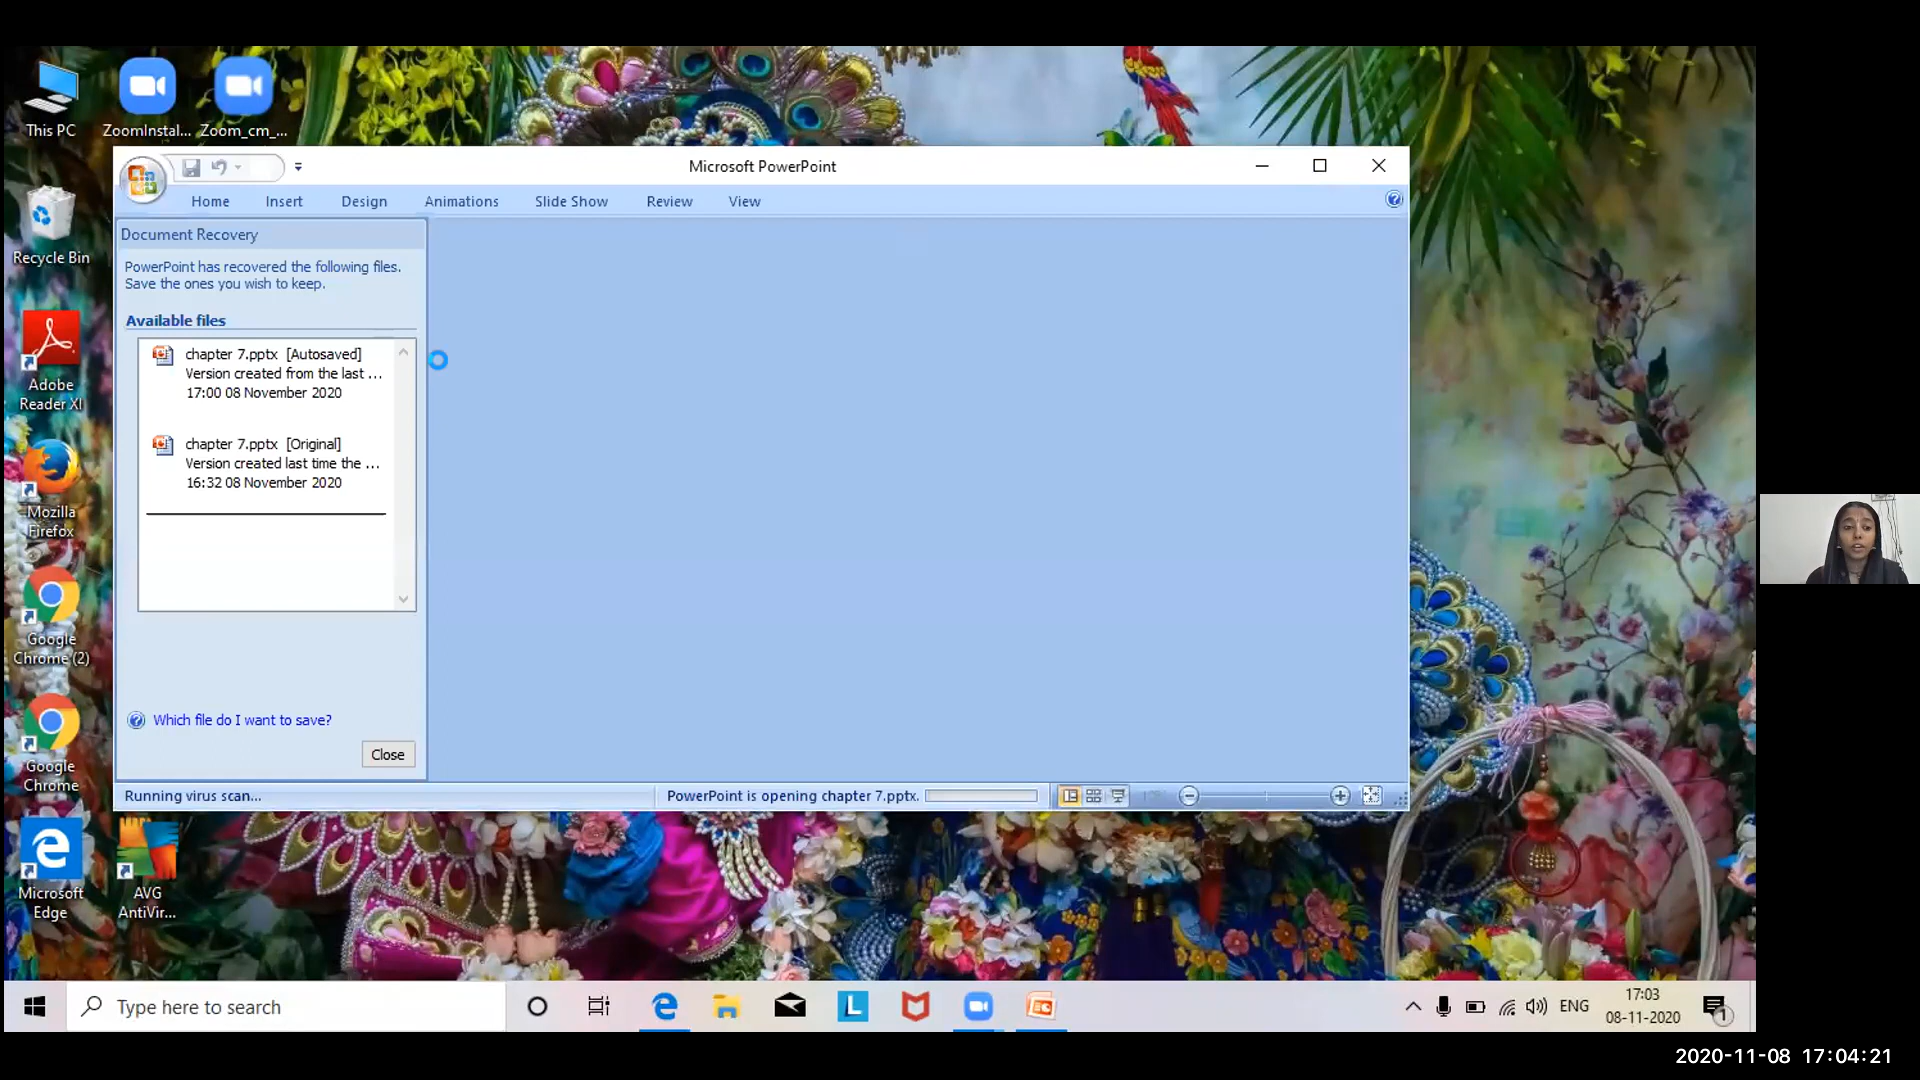 This PC
ZoomInstal...
Zoom_cm_...
Recycle Bin
Adobe
Reader XI
Mozilla
Firefox
Google
Chrome (2)
Google
Chrome
Microsoft
Edge
AVG
AntiVir...
Microsoft PowerPoint
Home
Insert
Design
Animations
Slide Show
Review
View
Document Recovery
PowerPoint has recovered the following files.
Save the ones you wish to keep.
Available files
chapter 7.pptx [Autosaved]
Version created from the last ...
17:00 08 November 2020
chapter 7.pptx [Original]
Version created last time the ...
16:32 08 November 2020
Which file do I want to save?
Close
Running virus scan...
PowerPoint is opening chapter 7.pptx.
Type here to search
ENG
17:03
08-11-2020
1
2020-11-08 17:04:21